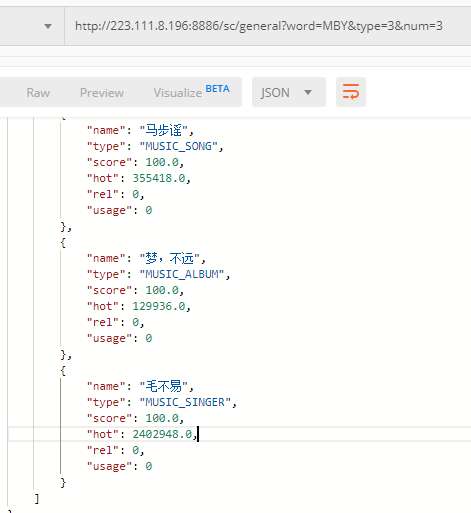 http://223.111.8.196:8886/sc/general?word=MBY&type=3&num=3
Raw Preview Visualize BETA JSON
{
"name": "马步谣",
"type": "MUSIC_SONG",
"score": 100.0,
"hot": 355418.0,
"rel": 0,
"usage": 0
},
{
"name": "梦，不远",
"type": "MUSIC_ALBUM",
"score": 100.0,
"hot": 129936.0,
"rel": 0,
"usage": 0
},
{
"name": "毛不易",
"type": "MUSIC_SINGER",
"score": 100.0,
"hot": 2402948.0,
"rel": 0,
"usage": 0
}
]
}